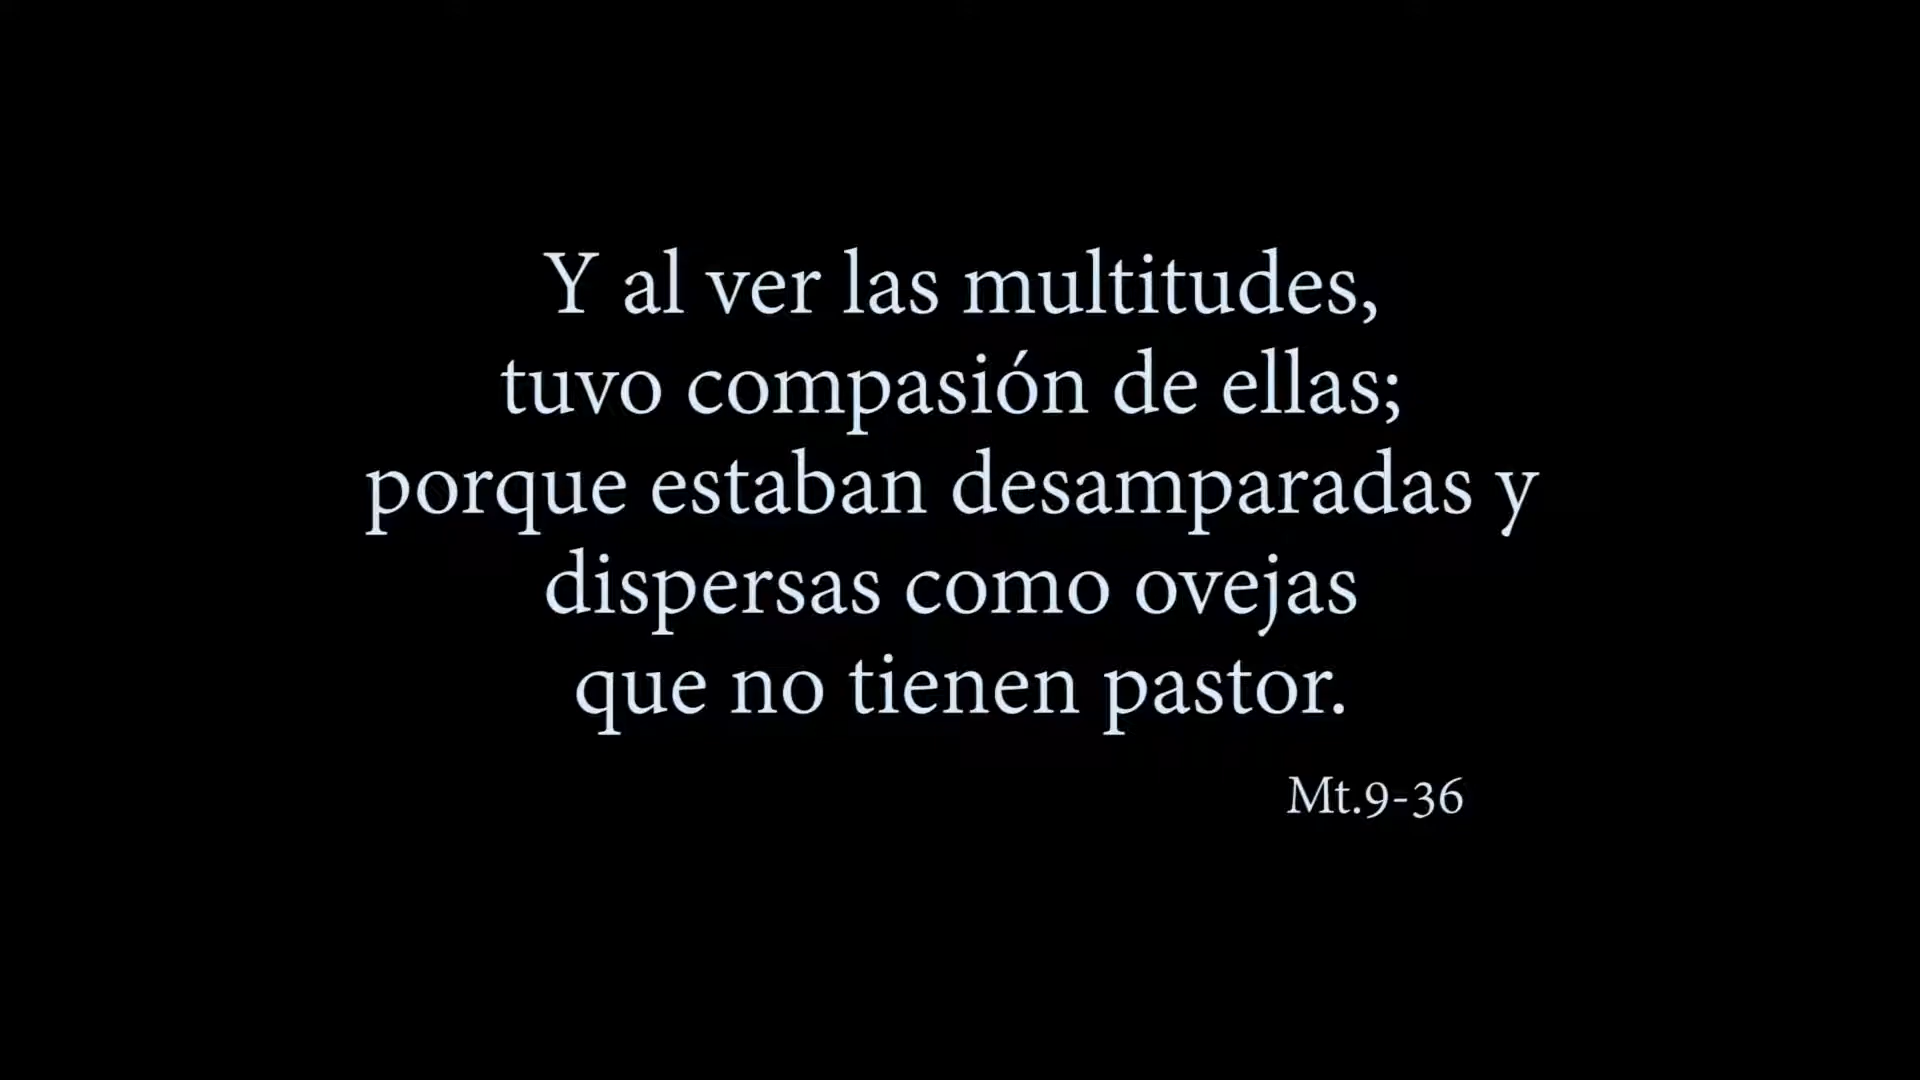 Y al ver las multitudes,
tuvo compasión de ellas;
porque estaban desamparadas y
dispersas como ovejas
que no tienen pastor.
Mt.9-36